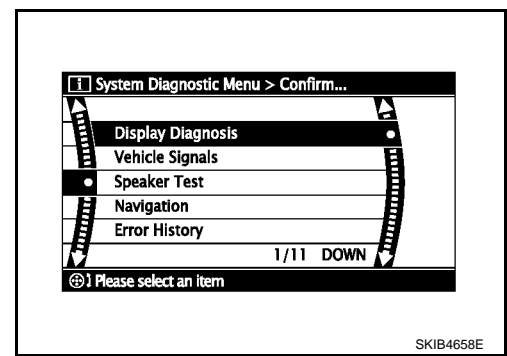 i System Diagnostic Menu > Confirm...
Display Diagnosis
Vehicle Signals
Speaker Test
Navigation
Error History
1/11 DOWN
Please select an item
SKIB4658E